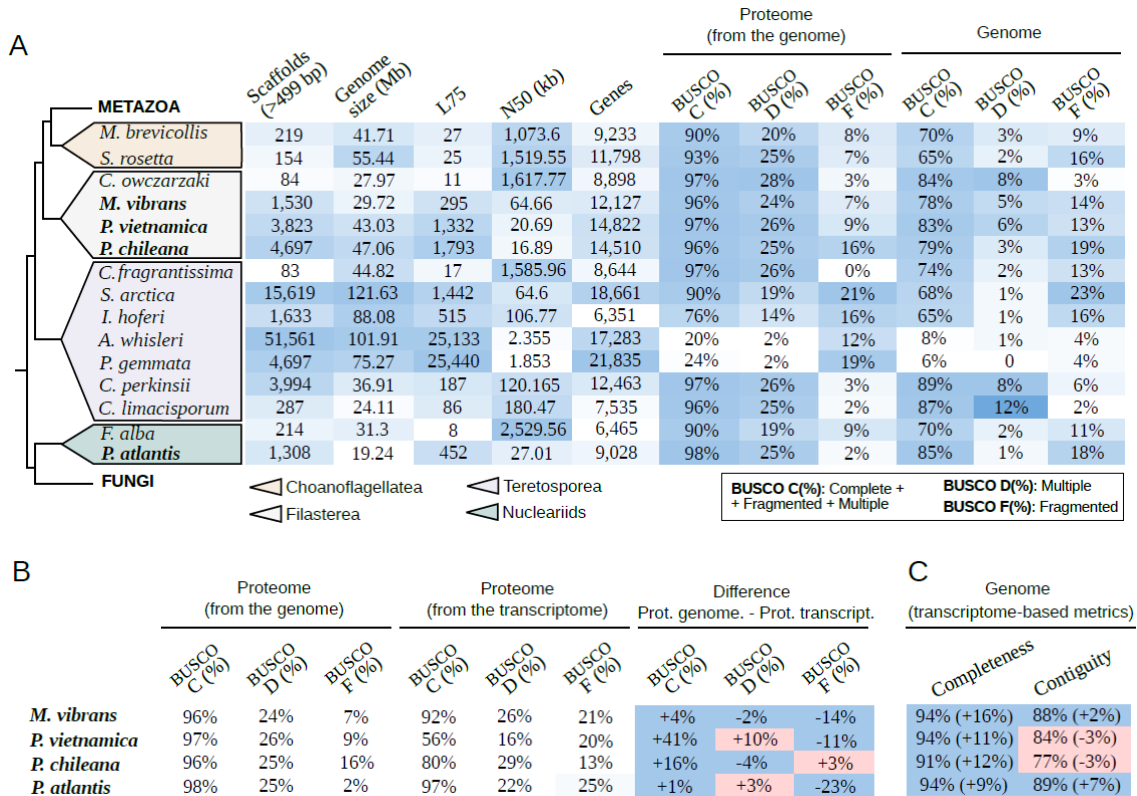 A
Proteome
(from the genome)
Genome
Scaffolds (>499 bp) Genome size (Mb) L75 N50 (kb) Genes BUSCO C (%) BUSCO D (%) BUSCO F (%) BUSCO C (%) BUSCO D (%) BUSCO F (%)
METAZOA
M. brevicollis 219 41.71 27 1,073.6 9,233 90% 20% 8% 70% 3% 9%
S. rosetta 154 55.44 25 1,519.55 11,798 93% 25% 7% 65% 2% 16%
C. owczarzaki 84 27.97 11 1,617.77 8,898 97% 28% 3% 84% 8% 3%
M. vibrans 1,530 29.72 295 64.66 12,127 96% 24% 7% 78% 5% 14%
P. vietnamica 3,823 43.03 1,332 20.69 14,822 97% 26% 9% 83% 6% 13%
P. chileana 4,697 47.06 1,793 16.89 14,510 96% 25% 16% 79% 3% 19%
C.fragrantissima 83 44.82 17 1,585.96 8,644 97% 26% 0% 74% 2% 13%
S. arctica 15,619 121.63 1,442 64.6 18,661 90% 19% 21% 68% 1% 23%
I. hoferi 1,633 88.08 515 106.77 6,351 76% 14% 16% 65% 1% 16%
A. whisleri 51,561 101.91 25,133 2.355 17,283 20% 2% 12% 8% 1% 4%
P. gemmata 4,697 75.27 25,440 1.853 21,835 24% 2% 19% 6% 0 4%
C. perkinsii 3,994 36.91 187 120.165 12,463 97% 26% 3% 89% 8% 6%
C. limacisporum 287 24.11 86 180.47 7,535 96% 25% 2% 87% 12% 2%
F. alba 214 31.3 8 2,529.56 6,465 90% 19% 9% 70% 2% 11%
P. atlantis 1,308 19.24 452 27.01 9,028 98% 25% 2% 85% 1% 18%
FUNGI
Choanoflagellatea Teretosporea
Filasterea Nucleariids
BUSCO C(%): Complete + BUSCO D(%): Multiple
+ Fragmented + Multiple BUSCO F(%): Fragmented
B
Proteome
(from the genome)
Proteome
(from the transcriptome)
Difference
Prot. genome. - Prot. transcript.
C
Genome
(transcriptome-based metrics)
BUSCO C (%) BUSCO D (%) BUSCO F (%) BUSCO C (%) BUSCO D (%) BUSCO F (%) BUSCO C (%) BUSCO D (%) BUSCO F (%) Completeness Contiguity
M. vibrans 96% 24% 7% 92% 26% 21% +4% -2% -14% 94% (+16%) 88% (+2%)
P. vietnamica 97% 26% 9% 56% 16% 20% +41% +10% -11% 94% (+11%) 84% (-3%)
P. chileana 96% 25% 16% 80% 29% 13% +16% -4% +3% 91% (+12%) 77% (-3%)
P. atlantis 98% 25% 2% 97% 22% 25% +1% +3% -23% 94% (+9%) 89% (+7%)